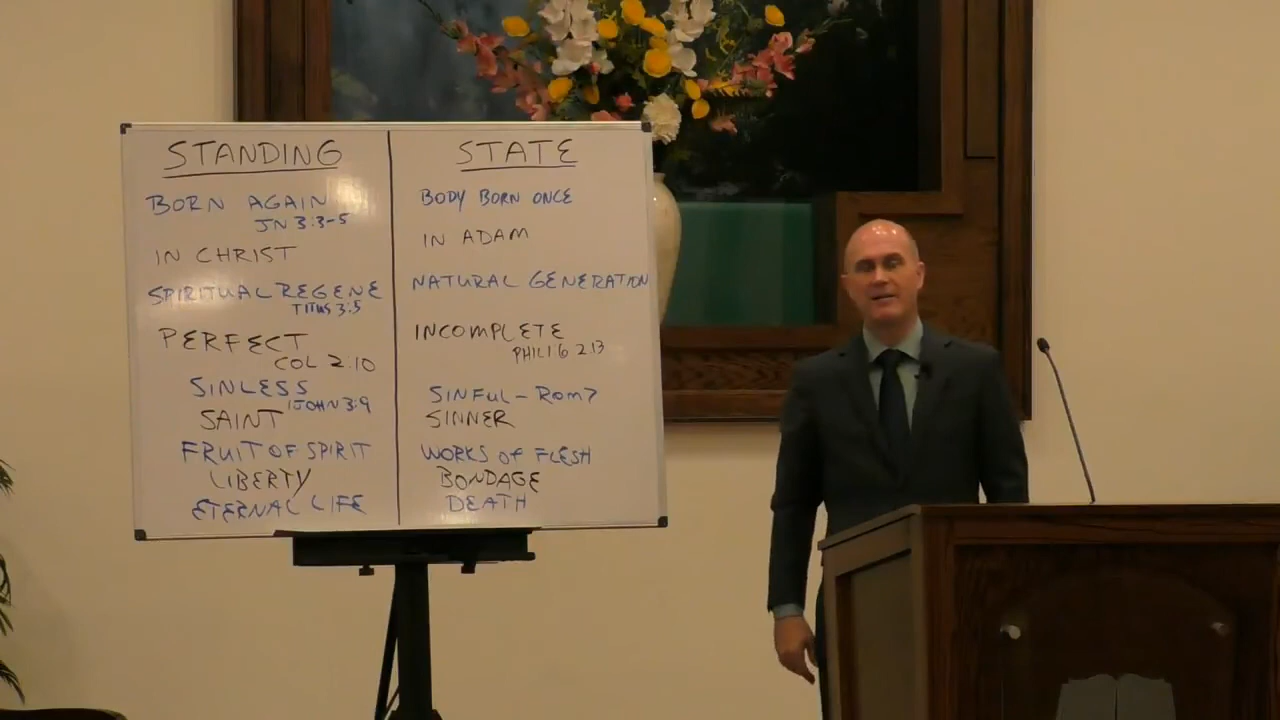 STANDING
BORN AGAIN
JN 3:3-5
IN CHRIST
SPIRITUAL REGENE
TITUS 3:5
PERFECT
COL 2.10
SINLESS
1JOHN 3:9
SAINT
FRUIT OF SPIRIT
LIBERTY
ETERNAL LIFE
STATE
BODY BORN ONCE
IN ADAM
NATURAL GENERATION
INCOMPLETE
PHIL 1:6 2.13
SINFUL - ROM 7
SINNER
WORKS OF FLESH
BONDAGE
DEATH